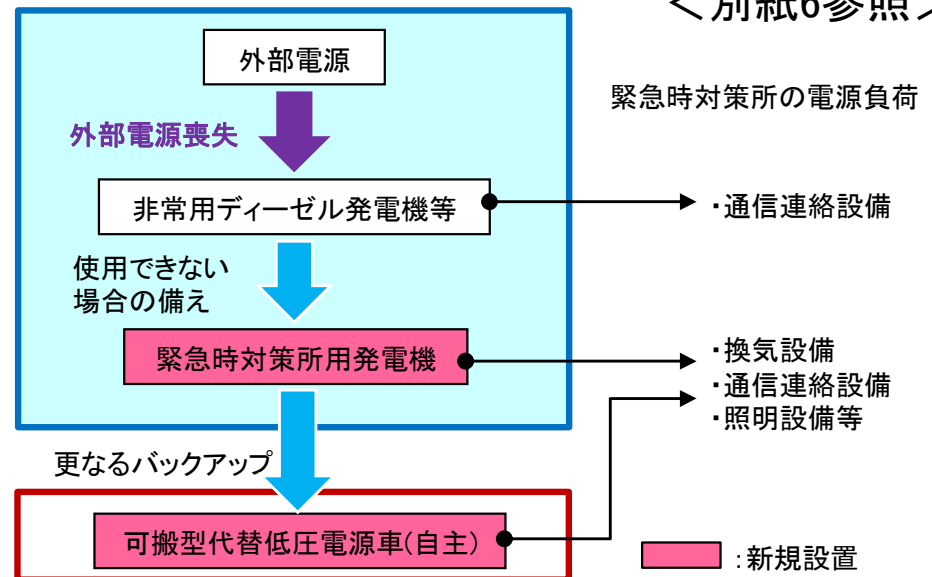 <別紙6参照>
外部電源
緊急時対策所の電源負荷
外部電源喪失
非常用ディーゼル発電機等
・通信連絡設備
使用できない
場合の備え
緊急時対策所用発電機
・換気設備
・通信連絡設備
・照明設備等
更なるバックアップ
可搬型代替低圧電源車(自主)
:新規設置